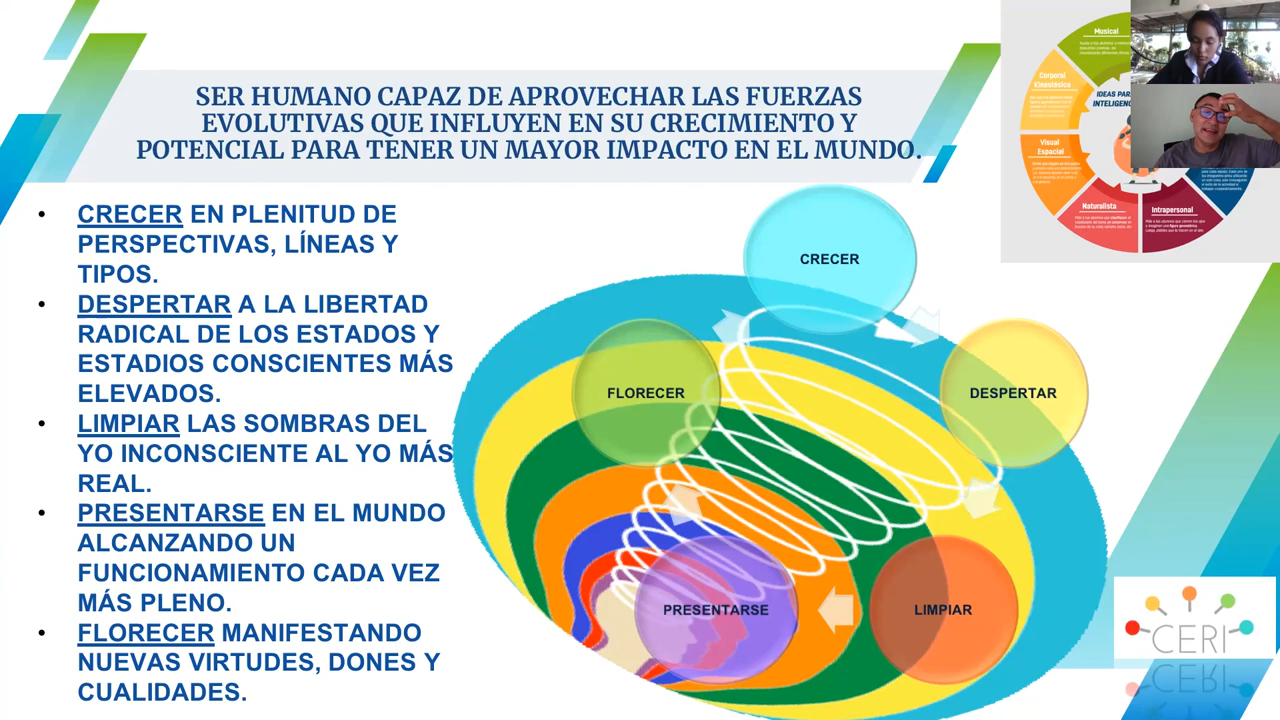 SER HUMANO CAPAZ DE APROVECHAR LAS FUERZAS
EVOLUTIVAS QUE INFLUYEN EN SU CRECIMIENTO Y
POTENCIAL PARA TENER UN MAYOR IMPACTO EN EL MUNDO.
• CRECER EN PLENITUD DE
PERSPECTIVAS, LÍNEAS Y
TIPOS.
• DESPERTAR A LA LIBERTAD
RADICAL DE LOS ESTADOS Y
ESTADIOS CONSCIENTES MÁS
ELEVADOS.
• LIMPIAR LAS SOMBRAS DEL
YO INCONSCIENTE AL YO MÁS
REAL.
• PRESENTARSE EN EL MUNDO
ALCANZANDO UN
FUNCIONAMIENTO CADA VEZ
MÁS PLENO.
• FLORECER MANIFESTANDO
NUEVAS VIRTUDES, DONES Y
CUALIDADES.
CRECER
DESPERTAR
LIMPIAR
PRESENTARSE
FLORECER
Musical
Corporal
Kinestésica
Visual
Espacial
Naturalista
Intrapersonal
IDEAS PAR
INTELIGENC
CERI